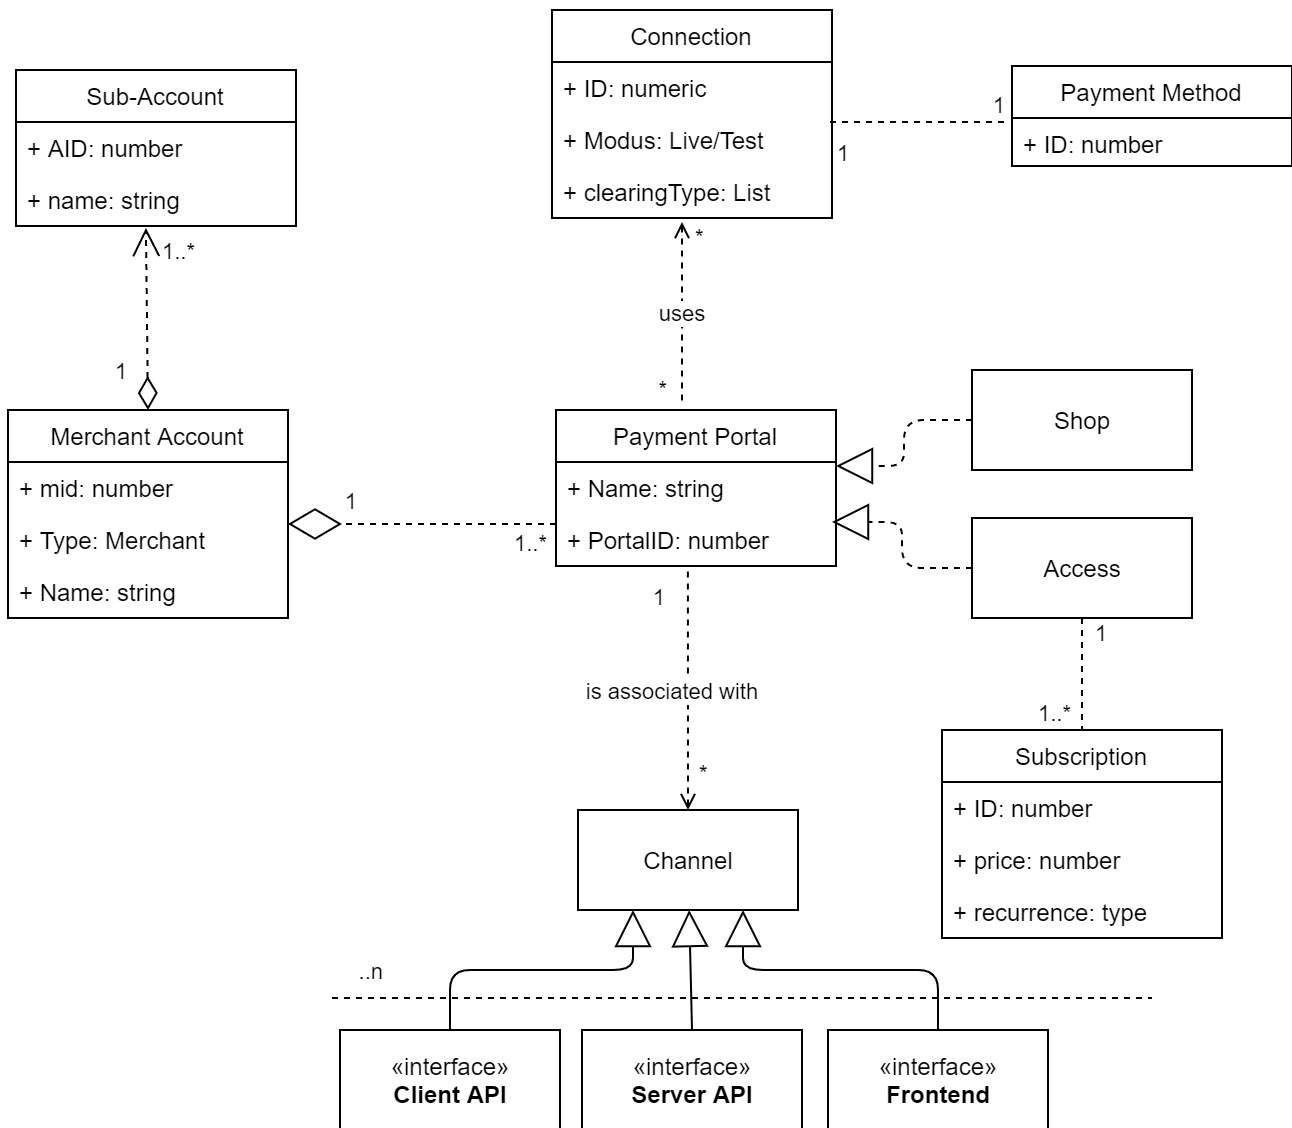 Connection
+ ID: numeric
+ Modus: Live/Test
+ clearingType: List
1
1
Payment Method
+ ID: number
Sub-Account
+ AID: number
+ name: string
1..*
1
*
uses
*
Merchant Account
+ mid: number
+ Type: Merchant
+ Name: string
1
1..*
Payment Portal
+ Name: string
+ PortalID: number
Shop
Access
1
1..*
1
is associated with
*
Subscription
+ ID: number
+ price: number
+ recurrence: type
Channel
..n
«interface»
Client API
«interface»
Server API
«interface»
Frontend